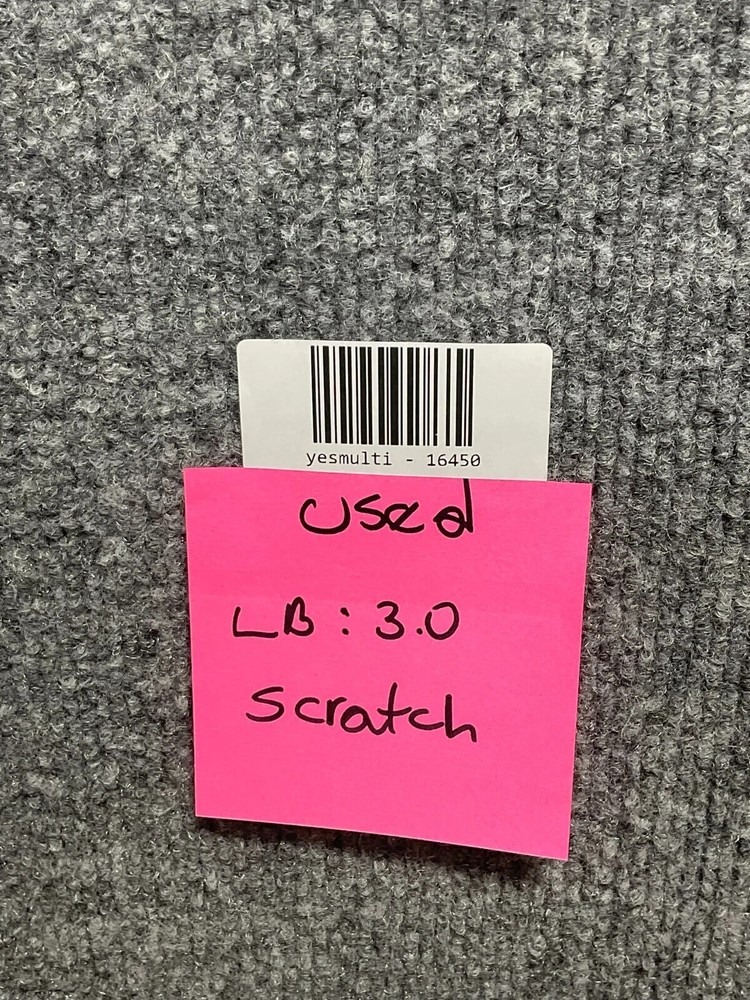 yesmulti - 16450
used
LB: 3.0
scratch